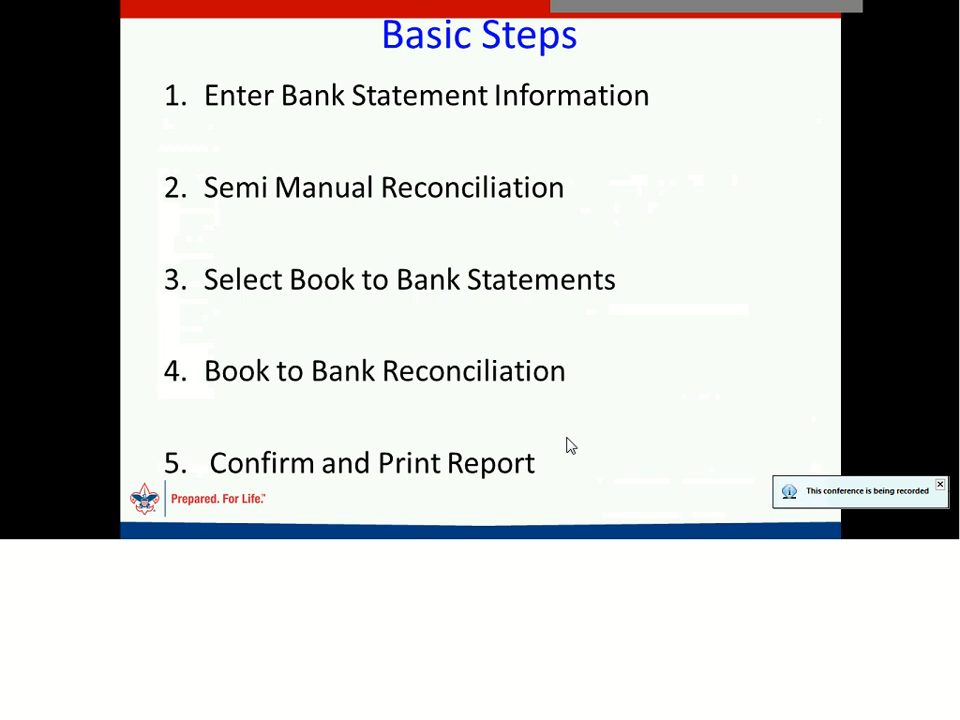 Basic Steps
1. Enter Bank Statement Information
2. Semi Manual Reconciliation
3. Select Book to Bank Statements
4. Book to Bank Reconciliation
5. Confirm and Print Report
Prepared. For Life.™
This conference is being recorded